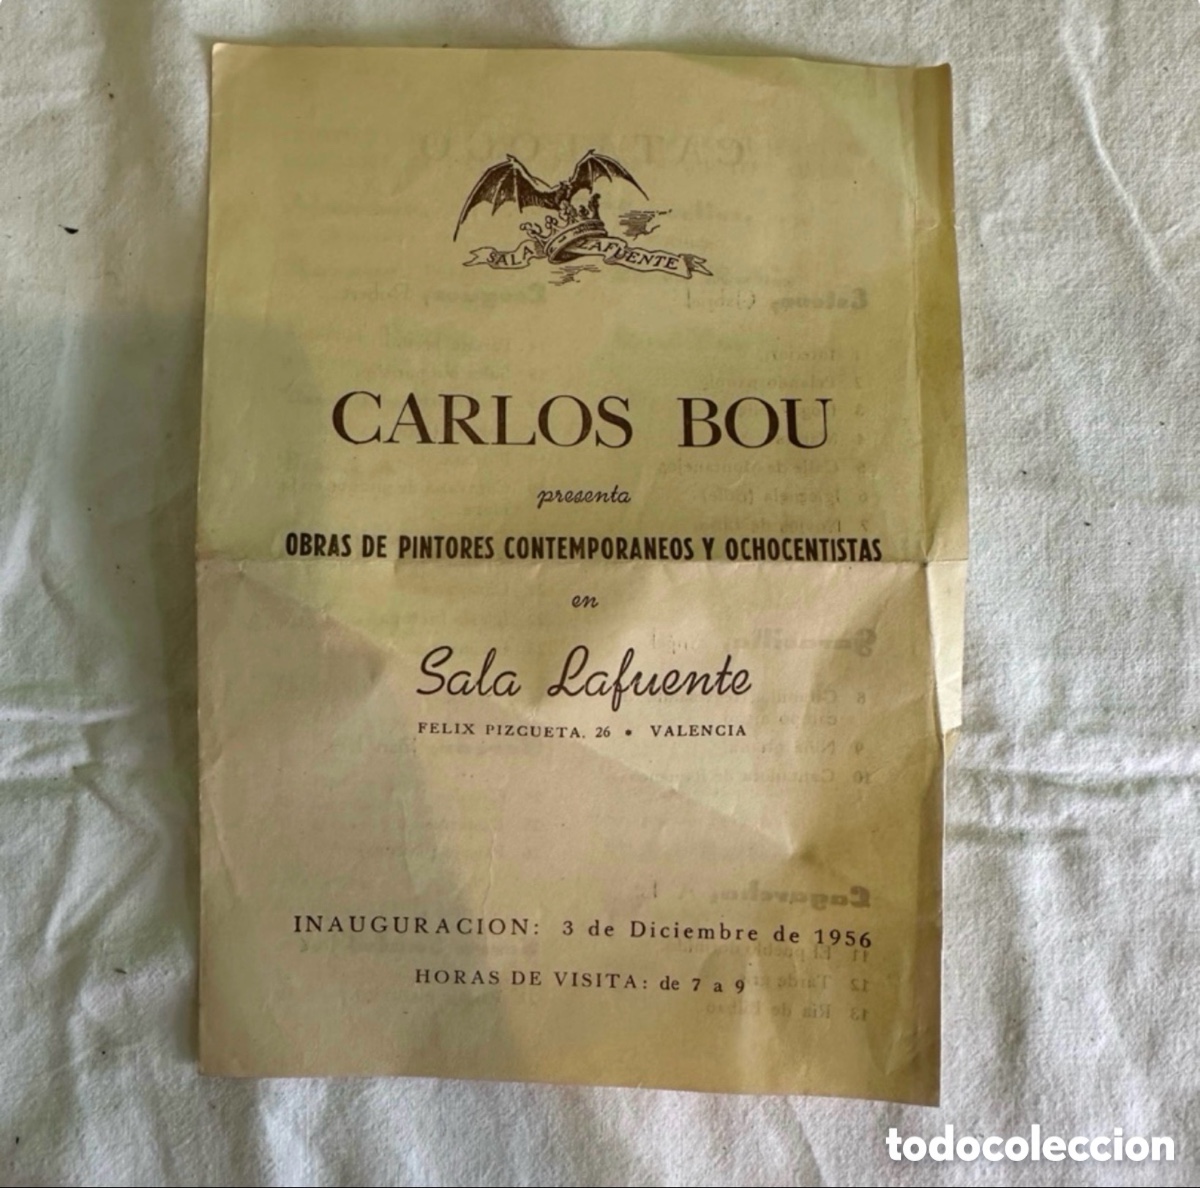 SALA LAFUENTE
CARLOS BOU
presenta
OBRAS DE PINTORES CONTEMPORANEOS Y OCHOCENTISTAS
en
Sala Lafuente
FELIX PIZCUETA, 26 • VALENCIA
INAUGURACION: 3 de Diciembre de 1956
HORAS DE VISITA: de 7 a 9
todocoleccion